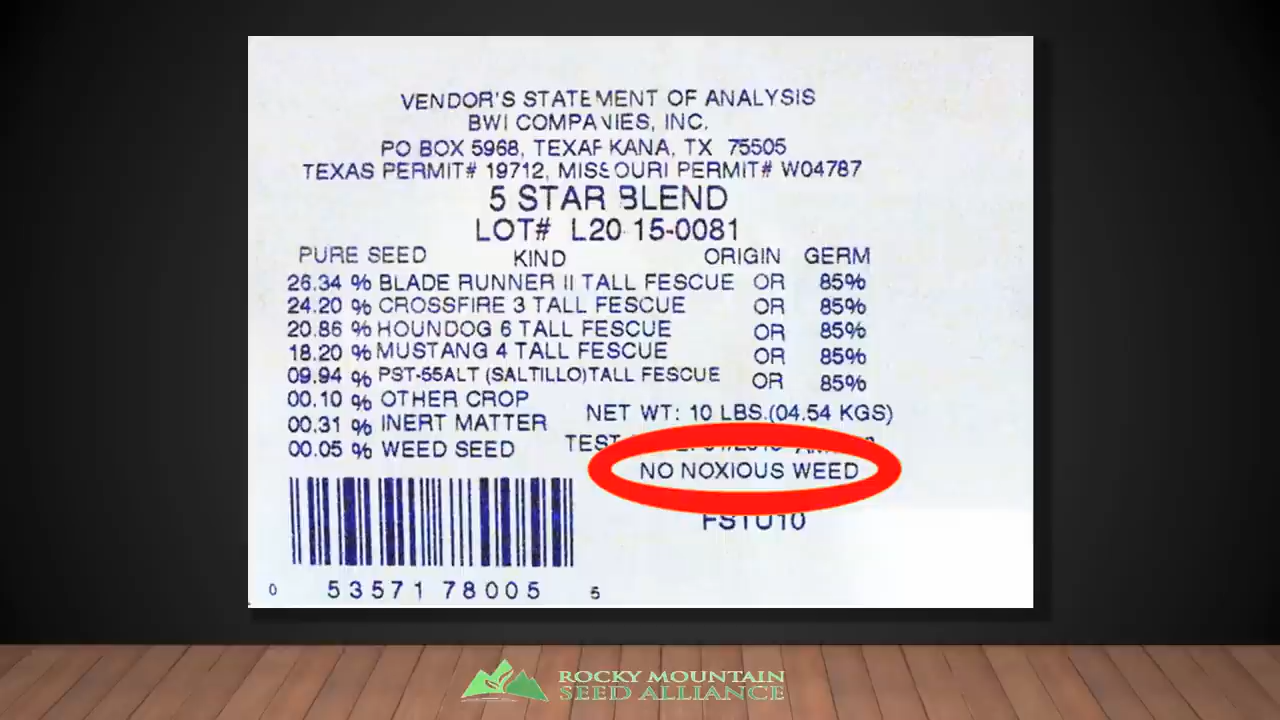 VENDOR'S STATEMENT OF ANALYSIS
BWI COMPANIES, INC.
PO BOX 5968, TEXARKANA, TX 75505
TEXAS PERMIT# 19712, MISSOURI PERMIT# W04787
5 STAR BLEND
LOT# L20 15-0081
PURE SEED KIND ORIGIN GERM
26.34 % BLADE RUNNER II TALL FESCUE OR 85%
24.20 % CROSSFIRE 3 TALL FESCUE OR 85%
20.86 % HOUNDOG 6 TALL FESCUE OR 85%
18.20 % MUSTANG 4 TALL FESCUE OR 85%
09.94 % PST-55ALT (SALTILLO)TALL FESCUE OR 85%
00.10 % OTHER CROP
00.31 % INERT MATTER NET WT: 10 LBS.(04.54 KGS)
00.05 % WEED SEED TEST
NO NOXIOUS WEED
FSTU10
0 53571 78005 5
ROCKY MOUNTAIN
SEED ALLIANCE